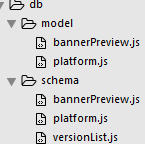 db
model
bannerPreview.js
platform.js
schema
bannerPreview.js
platform.js
versionList.js